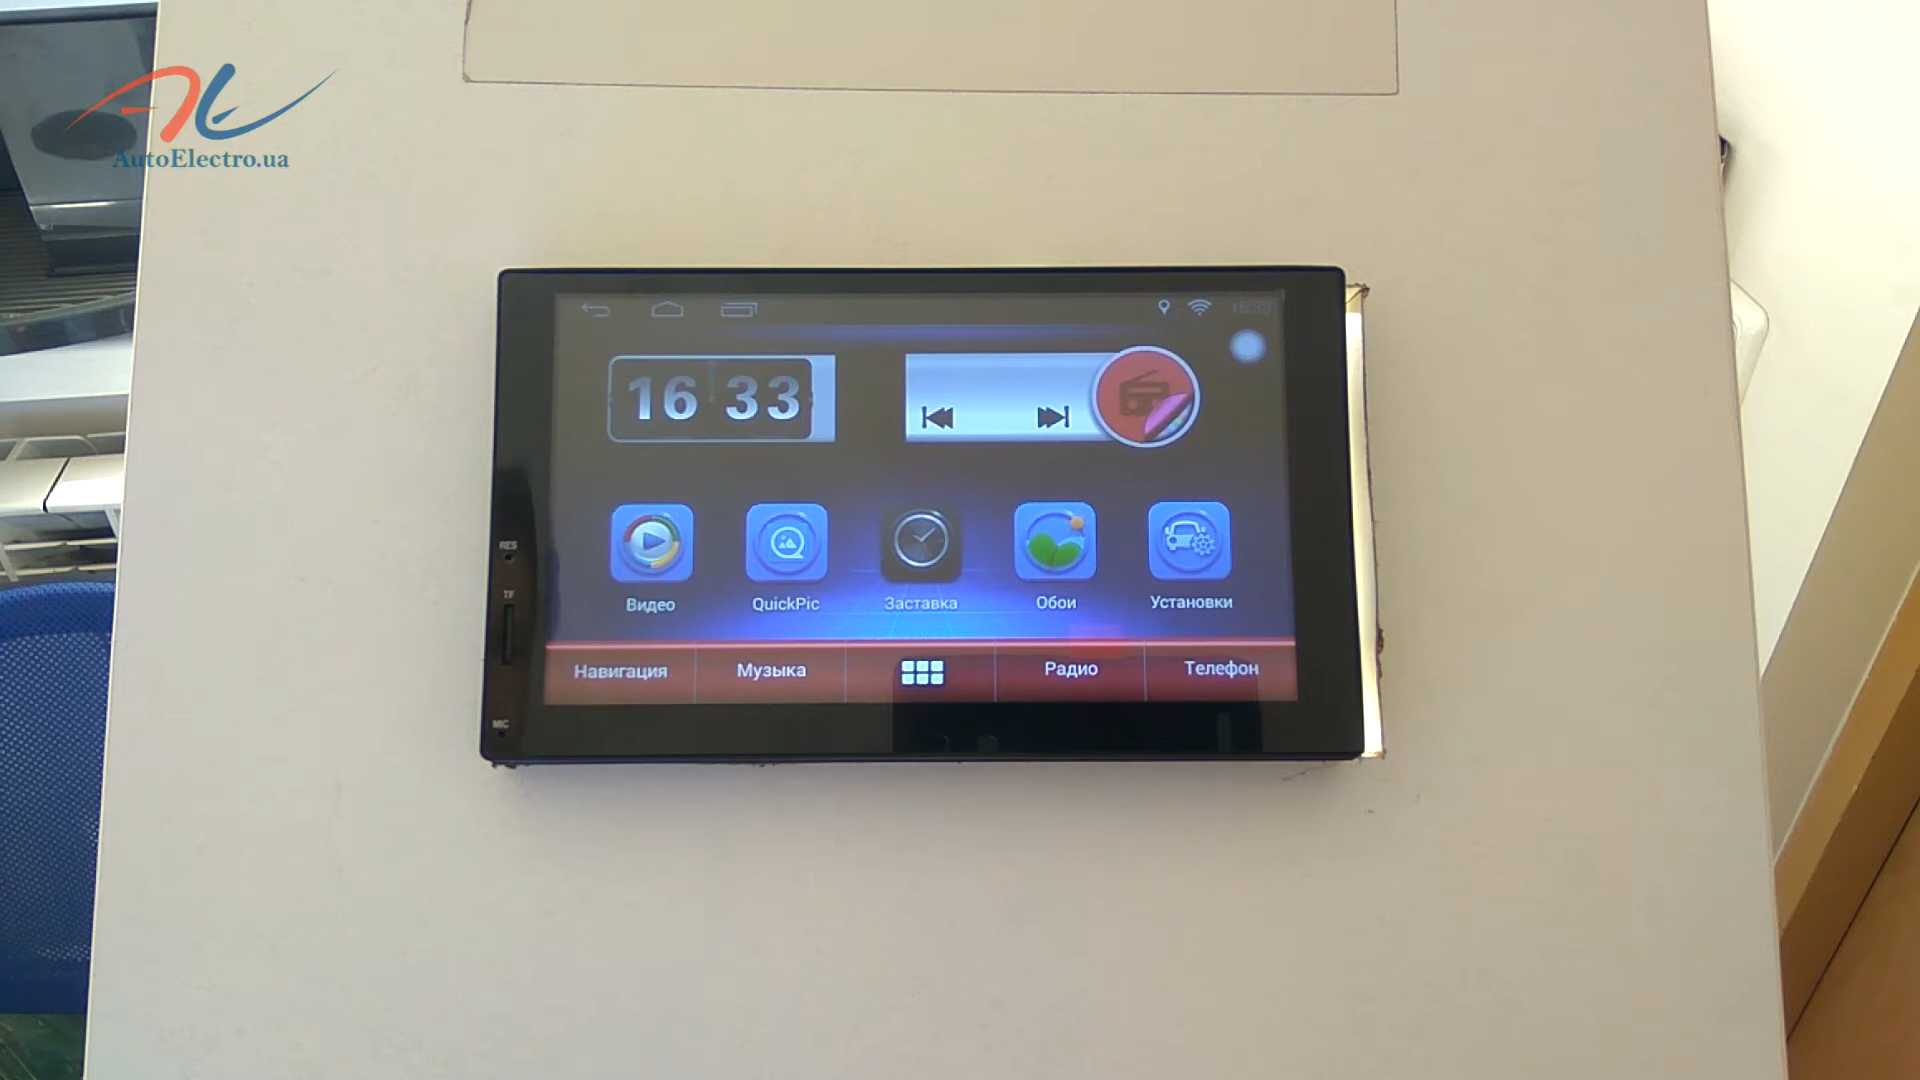 AutoElectro.ua
16 33
RES
TF
MIC
Видео
QuickPic
Заставка
Обои
Установки
Навигация
Музыка
Радио
Телефон